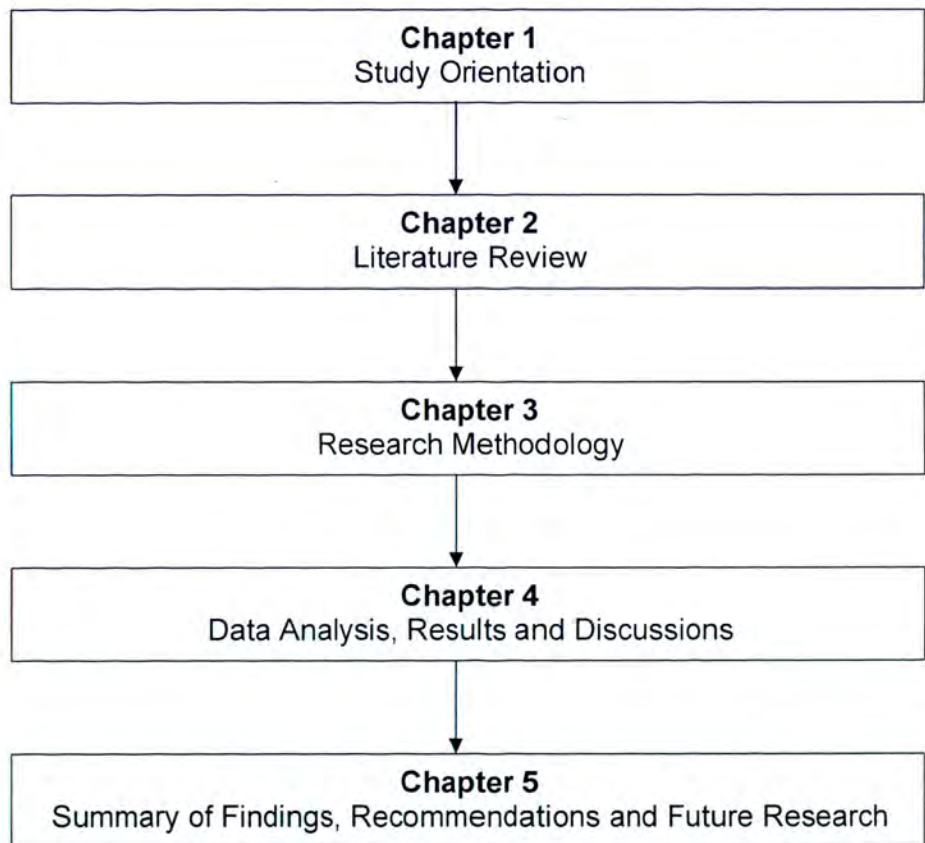 Chapter 1
Study Orientation
Chapter 2
Literature Review
Chapter 3
Research Methodology
Chapter 4
Data Analysis, Results and Discussions
Chapter 5
Summary of Findings, Recommendations and Future Research